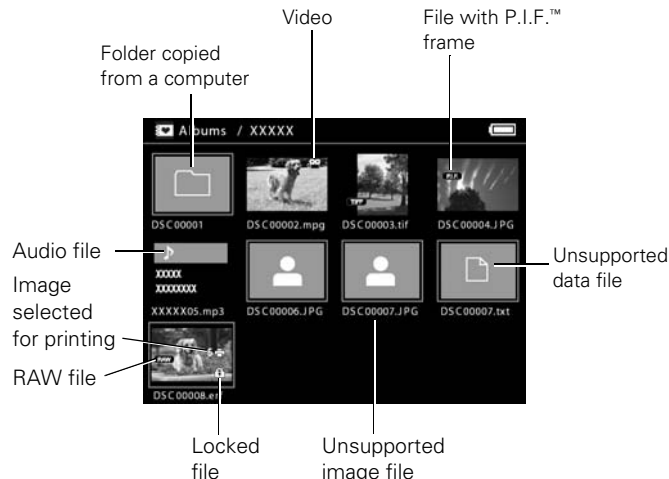 Video
File with P.I.F.™
frame
Folder copied
from a computer
Albums / XXXXX
DSC00001
DSC00002.mpg
TFT
DSC00003.tif
P.I.F.
DSC00004.JPG
Audio file
XXXXX
XXXXXXXX
XXXXX05.mp3
DSC00006.JPG
DSC00007.JPG
DSC00007.txt
Unsupported
data file
Image
selected
for printing
RAW file
RAW
DSC00008.erf
Locked
file
Unsupported
image file